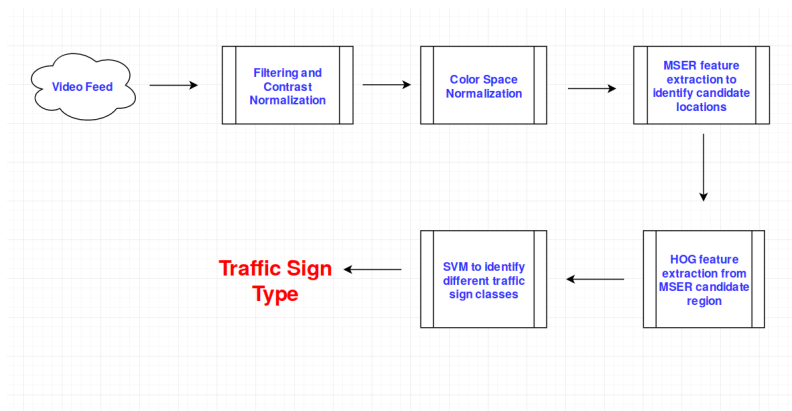 Video Feed
Filtering and
Contrast
Normalization
Color Space
Normalization
MSER feature
extraction to
identify candidate
locations
HOG feature
extraction from
MSER candidate
region
SVM to identify
different traffic
sign classes
Traffic Sign
Type